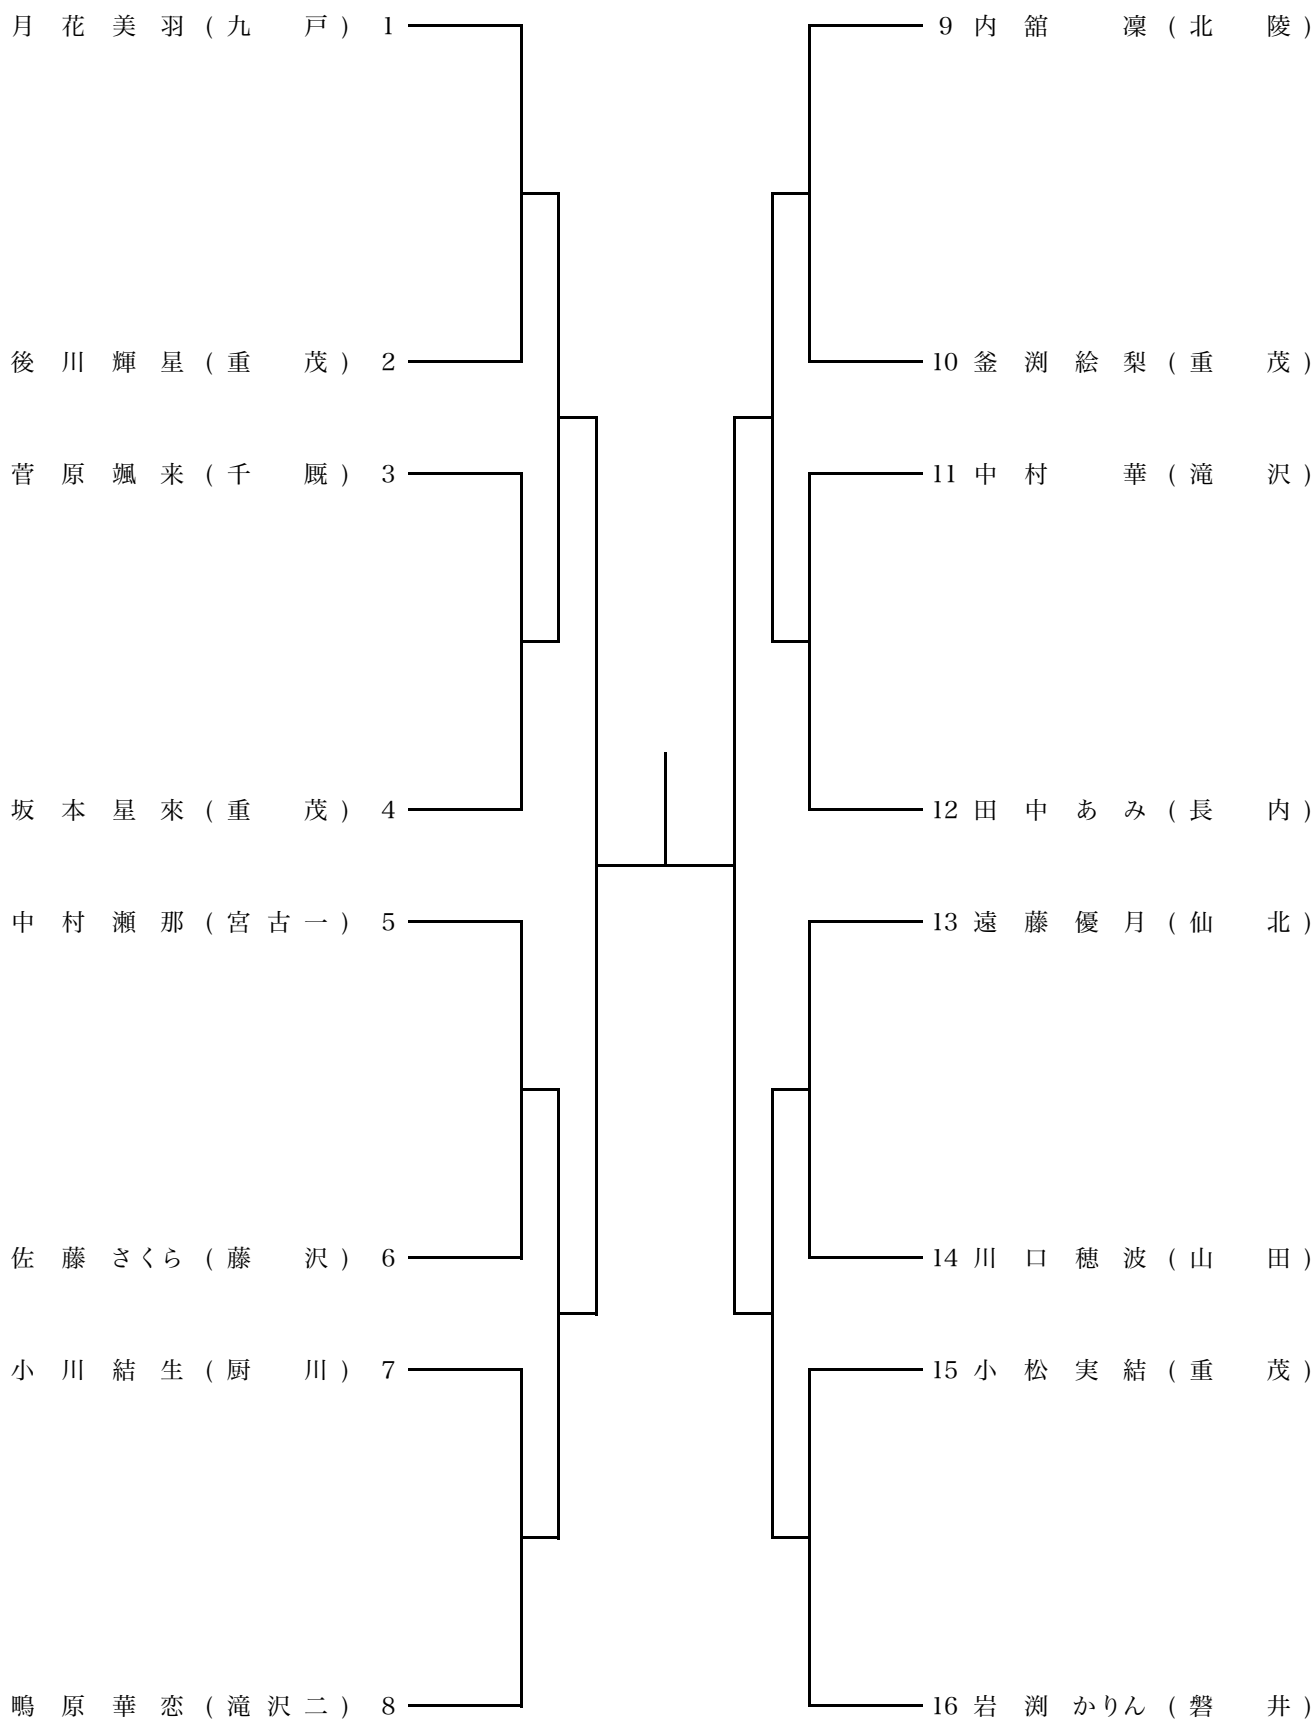 月花美羽(九戸) 1
後川輝星(重茂) 2
菅原颯来(千厩) 3
坂本星來(重茂) 4
中村瀬那(宮古一) 5
佐藤さくら(藤沢) 6
小川結生(厨川) 7
鴫原華恋(滝沢二) 8
9 内舘凜(北陵)
10 釜渕絵梨(重茂)
11 中村華(滝沢)
12 田中あみ(長内)
13 遠藤優月(仙北)
14 川口穂波(山田)
15 小松実結(重茂)
16 岩渕かりん(磐井)